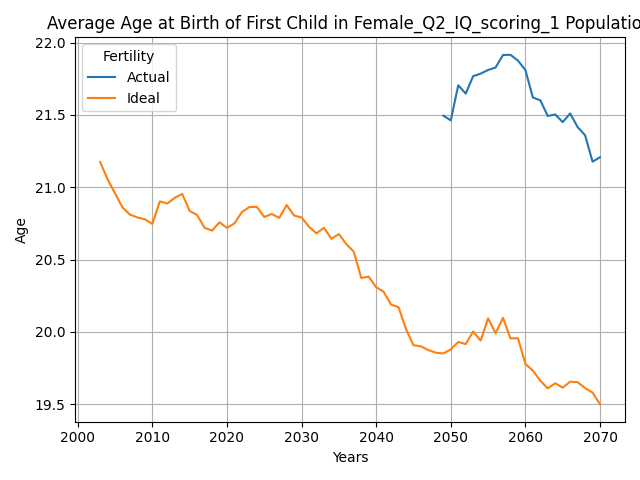 Average Age at Birth of First Child in Female_Q2_IQ_scoring_1 Populatio
22.0
21.5
21.0
20.5
20.0
19.5
Age
Fertility
Actual
Ideal
2000 2010 2020 2030 2040 2050 2060 2070
Years